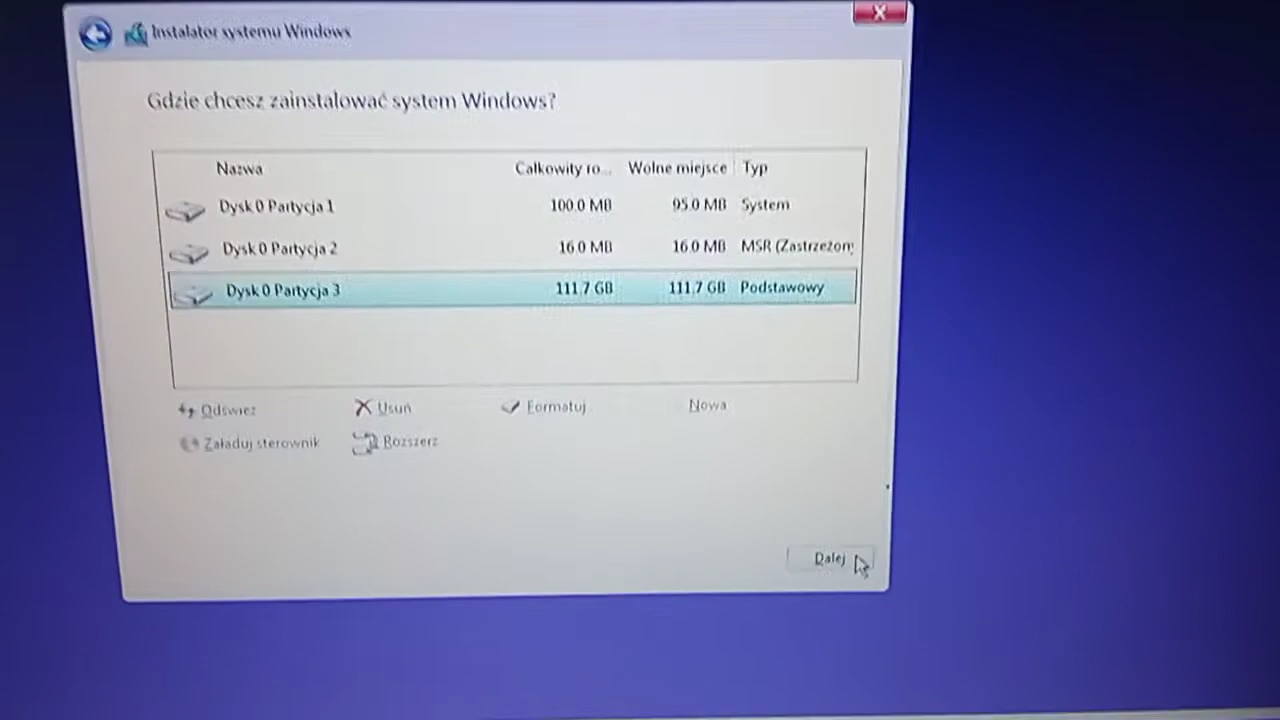 Instalator systemu Windows
Gdzie chcesz zainstalować system Windows?
Nazwa Całkowity ro... Wolne miejsce Typ
Dysk 0 Partycja 1 100.0 MB 95.0 MB System
Dysk 0 Partycja 2 16.0 MB 16.0 MB MSR (Zastrzeżony
Dysk 0 Partycja 3 111.7 GB 111.7 GB Podstawowy
Odśwież Usuń Formatuj Nowa
Załaduj sterownik Rozszerz
Dalej